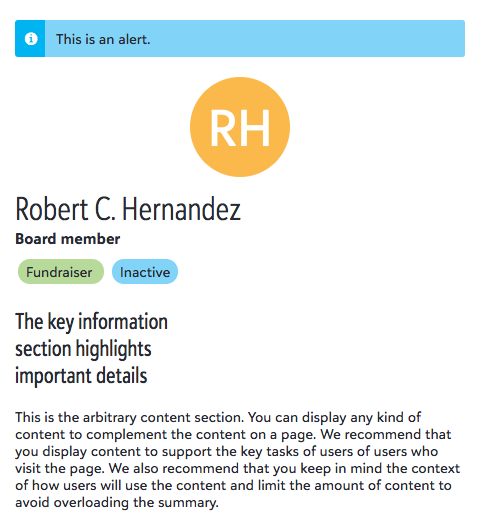 This is an alert.
RH
Robert C. Hernandez
Board member
Fundraiser Inactive
The key information
section highlights
important details
This is the arbitrary content section. You can display any kind of
content to complement the content on a page. We recommend that
you display content to support the key tasks of users of users who
visit the page. We also recommend that you keep in mind the context
of how users will use the content and limit the amount of content to
avoid overloading the summary.